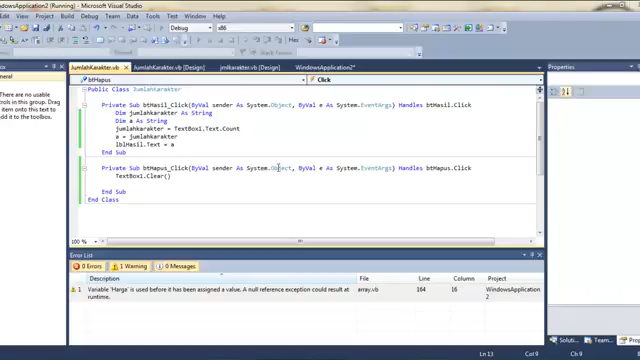 WindowsApplication2 (Running) - Microsoft Visual Studio
Debug Team Data Tools Architecture Test Analyze Window Help
Debug x86
JumlahKarakter.vb JumlahKarakter.vb [Design] jmlkarakter.vb [Design] WindowsApplication2*
General
There are no usable
controls in this group. Drag
an item onto this text to
add it to the toolbox.
btHapus Click
Public Class JumlahKarakter
Private Sub btHasil_Click(ByVal sender As System.Object, ByVal e As System.EventArgs) Handles btHasil.Click
Dim jumlahkarakter As String
Dim a As String
jumlahkarakter = TextBox1.Text.Count
a = jumlahkarakter
lblHasil.Text = a
End Sub
Private Sub btHapus_Click(ByVal sender As System.Object, ByVal e As System.EventArgs) Handles btHapus.Click
TextBox1.Clear()
End Sub
End Class
100 %
Properties
Error List
0 Errors 1 Warning 0 Messages
Description File Line Column Project
1 Variable 'Harga' is used before it has been assigned a value. A null reference exception could result at runtime. array.vb 164 16 WindowsApplication2
Ln 13 Col 9 Ch 9